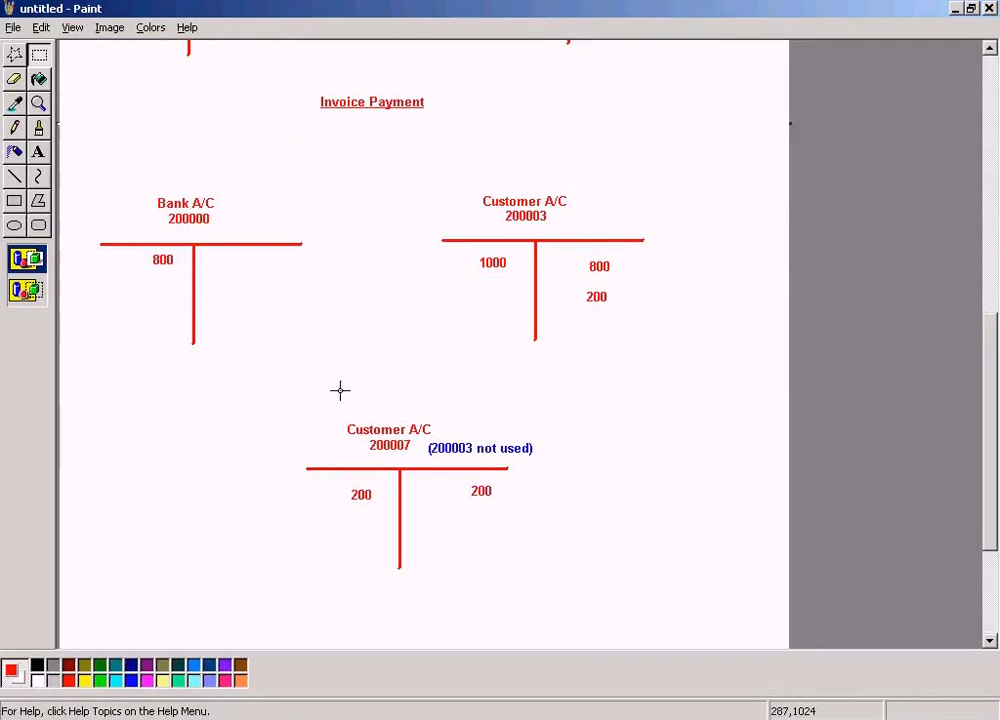 untitled - Paint
File Edit View Image Colors Help
Invoice Payment
Bank A/C
200000
800
Customer A/C
200003
1000 800
200
Customer A/C
200007 (200003 not used)
200 200
For Help, click Help Topics on the Help Menu. 287,1024